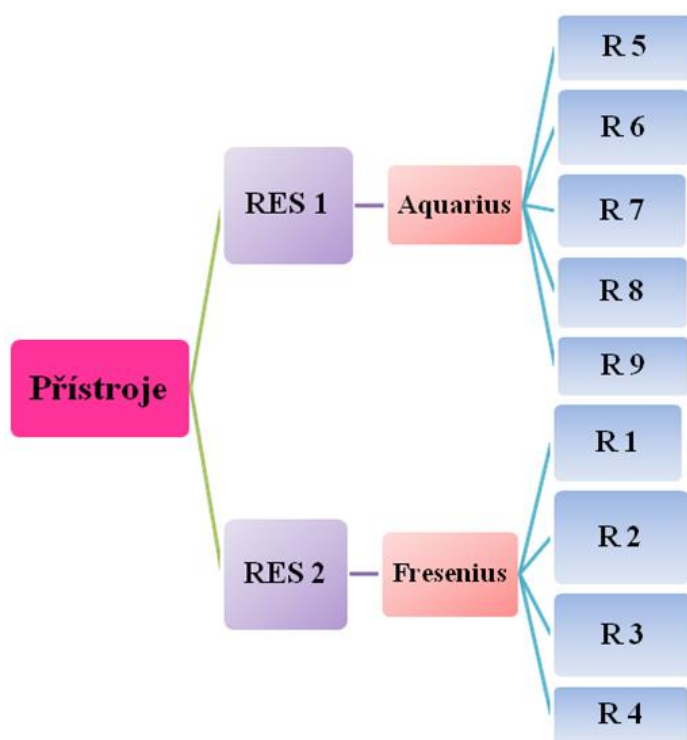 Přístroje
RES 1
Aquarius
R 5
R 6
R 7
R 8
R 9
RES 2
Fresenius
R 1
R 2
R 3
R 4